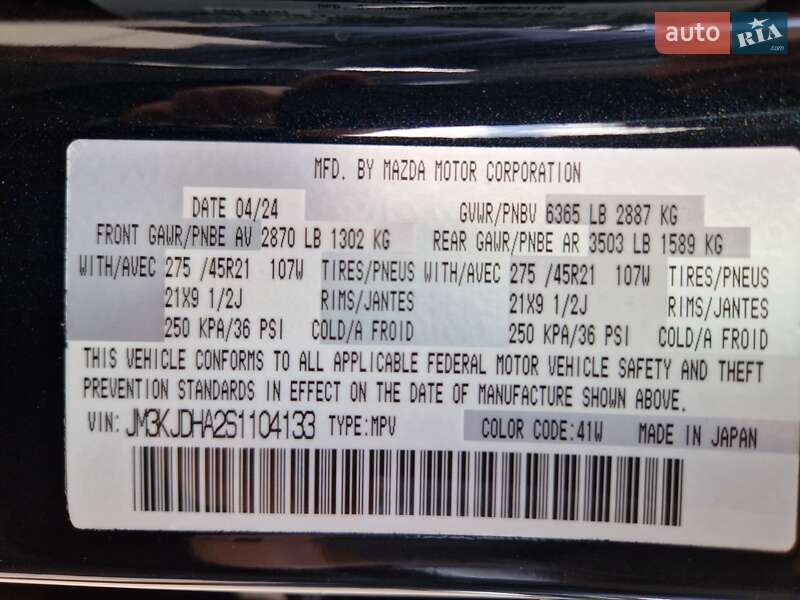 auto RIA.com
MFD. BY MAZDA MOTOR CORPORATION
DATE 04/24 GVWR/PNBV 6365 LB 2887 KG
FRONT GAWR/PNBE AV 2870 LB 1302 KG REAR GAWR/PNBE AR 3503 LB 1589 KG
WITH/AVEC 275 /45R21 107W TIRES/PNEUS WITH/AVEC 275 /45R21 107W TIRES/PNEUS
21X9 1/2J RIMS/JANTES 21X9 1/2J RIMS/JANTES
250 KPA/36 PSI COLD/A FROID 250 KPA/36 PSI COLD/A FROID
THIS VEHICLE CONFORMS TO ALL APPLICABLE FEDERAL MOTOR VEHICLE SAFETY AND THEFT
PREVENTION STANDARDS IN EFFECT ON THE DATE OF MANUFACTURE SHOWN ABOVE.
VIN: JM3KJDHA2S1104133 TYPE:MPV COLOR CODE:41W MADE IN JAPAN